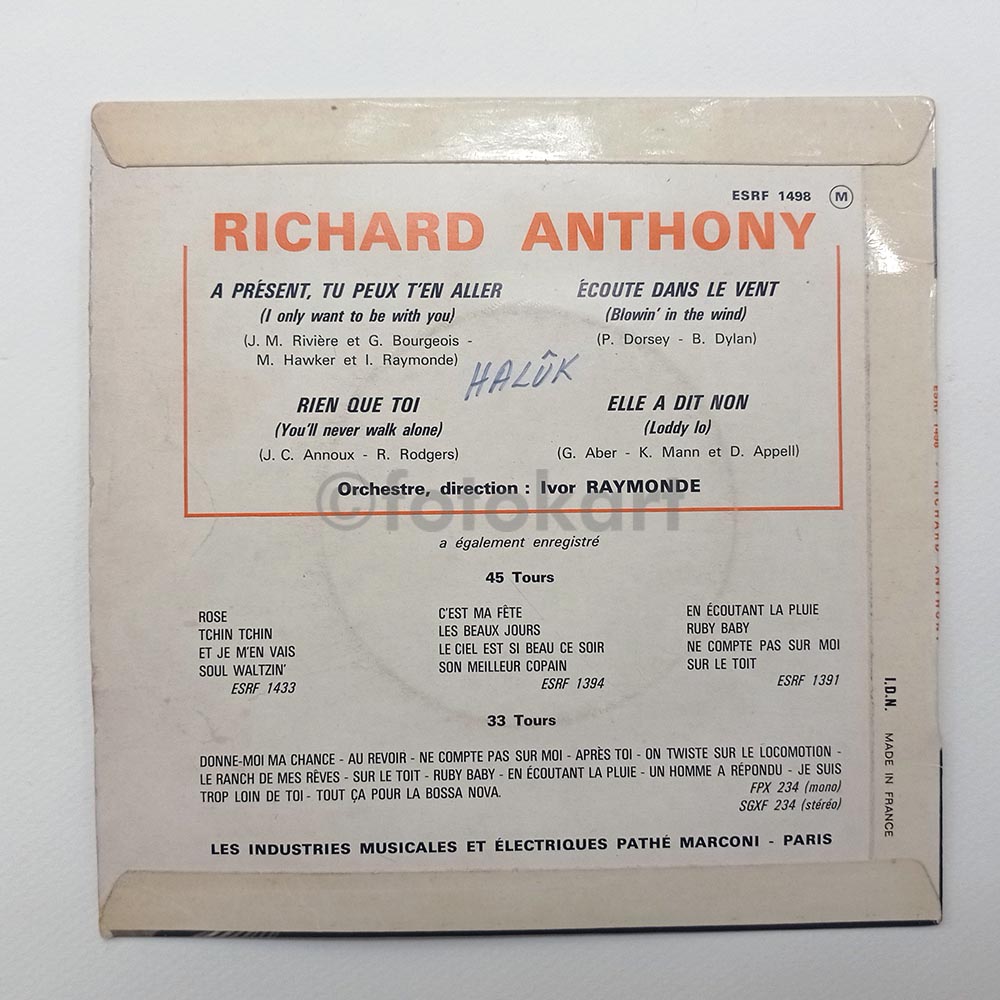 ESRF 1498 M
RICHARD ANTHONY
A PRÉSENT, TU PEUX T'EN ALLER
(I only want to be with you)
(J. M. Rivière et G. Bourgeois -
M. Hawker et I. Raymonde)
ÉCOUTE DANS LE VENT
(Blowin' in the wind)
(P. Dorsey - B. Dylan)
HALÛK
RIEN QUE TOI
(You'll never walk alone)
(J. C. Annoux - R. Rodgers)
ELLE A DIT NON
(Loddy lo)
(G. Aber - K. Mann et D. Appell)
Orchestre, direction : Ivor RAYMONDE
©fotokart
a également enregistré
45 Tours
ROSE
TCHIN TCHIN
ET JE M'EN VAIS
SOUL WALTZIN'
ESRF 1433
C'EST MA FÊTE
LES BEAUX JOURS
LE CIEL EST SI BEAU CE SOIR
SON MEILLEUR COPAIN
ESRF 1394
EN ÉCOUTANT LA PLUIE
RUBY BABY
NE COMPTE PAS SUR MOI
SUR LE TOIT
ESRF 1391
33 Tours
DONNE-MOI MA CHANCE - AU REVOIR - NE COMPTE PAS SUR MOI - APRÈS TOI - ON TWISTE SUR LE LOCOMOTION -
LE RANCH DE MES RÊVES - SUR LE TOIT - RUBY BABY - EN ÉCOUTANT LA PLUIE - UN HOMME A RÉPONDU - JE SUIS
TROP LOIN DE TOI - TOUT ÇA POUR LA BOSSA NOVA.
FPX 234 (mono)
SGXF 234 (stéréo)
LES INDUSTRIES MUSICALES ET ÉLECTRIQUES PATHÉ MARCONI - PARIS
I.D.N. MADE IN FRANCE
ESRF 1498 / RICHARD ANTHONY